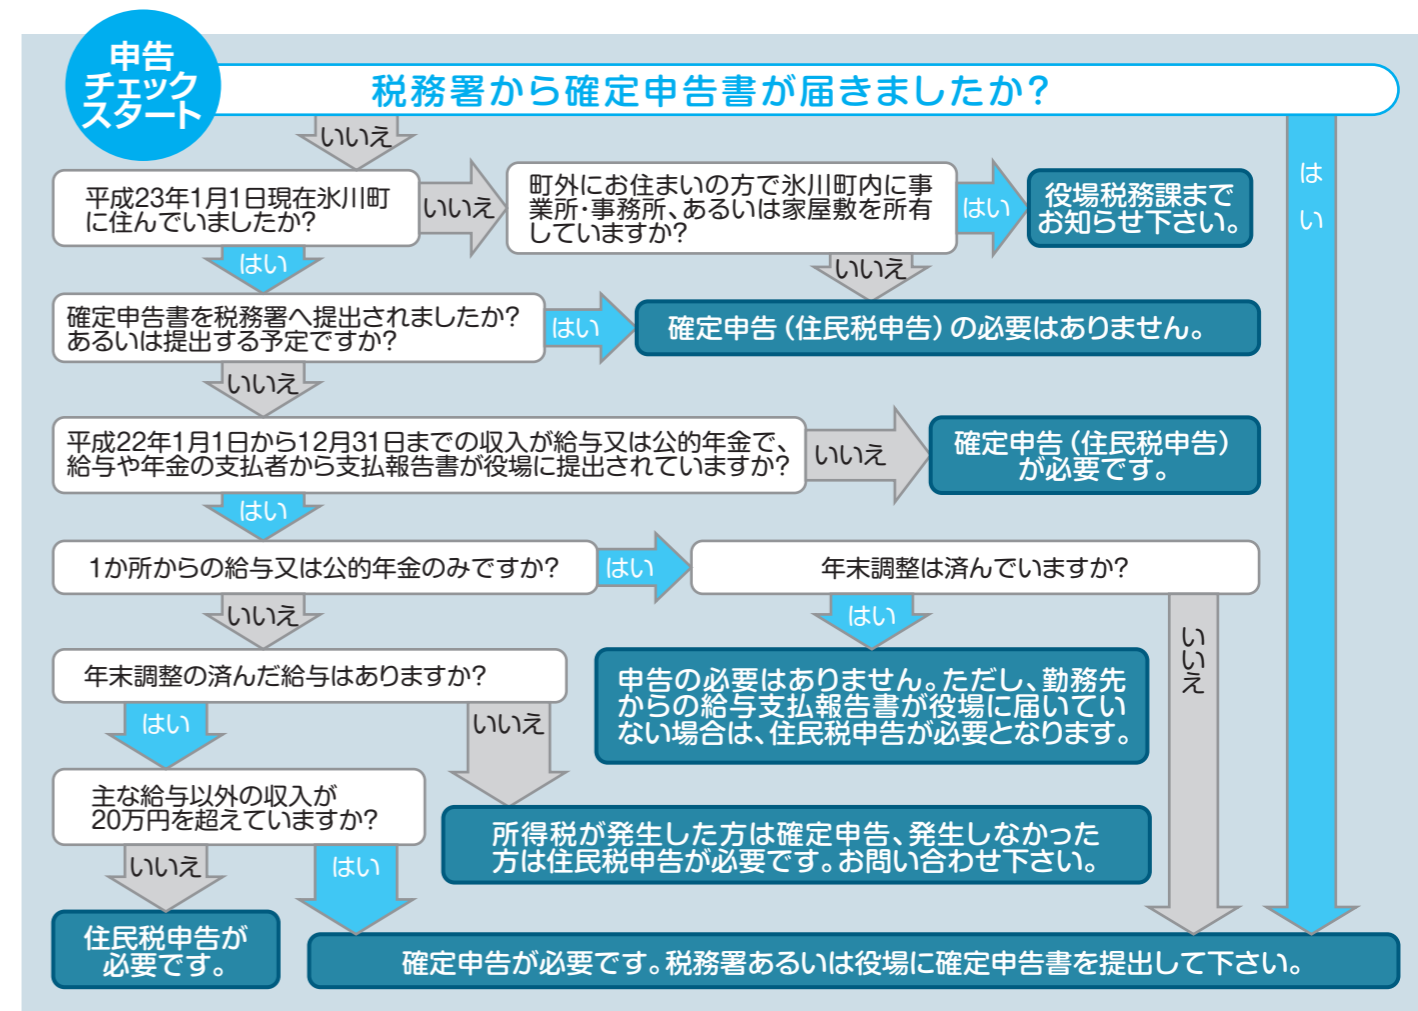 申告
チェック
スタート
税務署から確定申告書が届きましたか？
いいえ
はい
平成23年1月1日現在氷川町
に住んでいましたか？
いいえ
町外にお住まいの方で氷川町内に事
業所・事務所、あるいは家屋敷を所有
していますか？
はい
役場税務課まで
お知らせ下さい。
はい
いいえ
確定申告書を税務署へ提出されましたか？
あるいは提出する予定ですか？
はい
確定申告（住民税申告）の必要はありません。
いいえ
平成22年1月1日から12月31日までの収入が給与又は公的年金で、
給与や年金の支払者から支払報告書が役場に提出されていますか？
いいえ
確定申告（住民税申告）
が必要です。
はい
1か所からの給与又は公的年金のみですか？
はい
年末調整は済んでいますか？
いいえ
はい
いいえ
年末調整の済んだ給与はありますか？
申告の必要はありません。ただし、勤務先
からの給与支払報告書が役場に届いてい
ない場合は、住民税申告が必要となります。
はい
いいえ
主な給与以外の収入が
20万円を超えていますか？
所得税が発生した方は確定申告、発生しなかった
方は住民税申告が必要です。お問い合わせ下さい。
いいえ
はい
住民税申告が
必要です。
確定申告が必要です。税務署あるいは役場に確定申告書を提出して下さい。